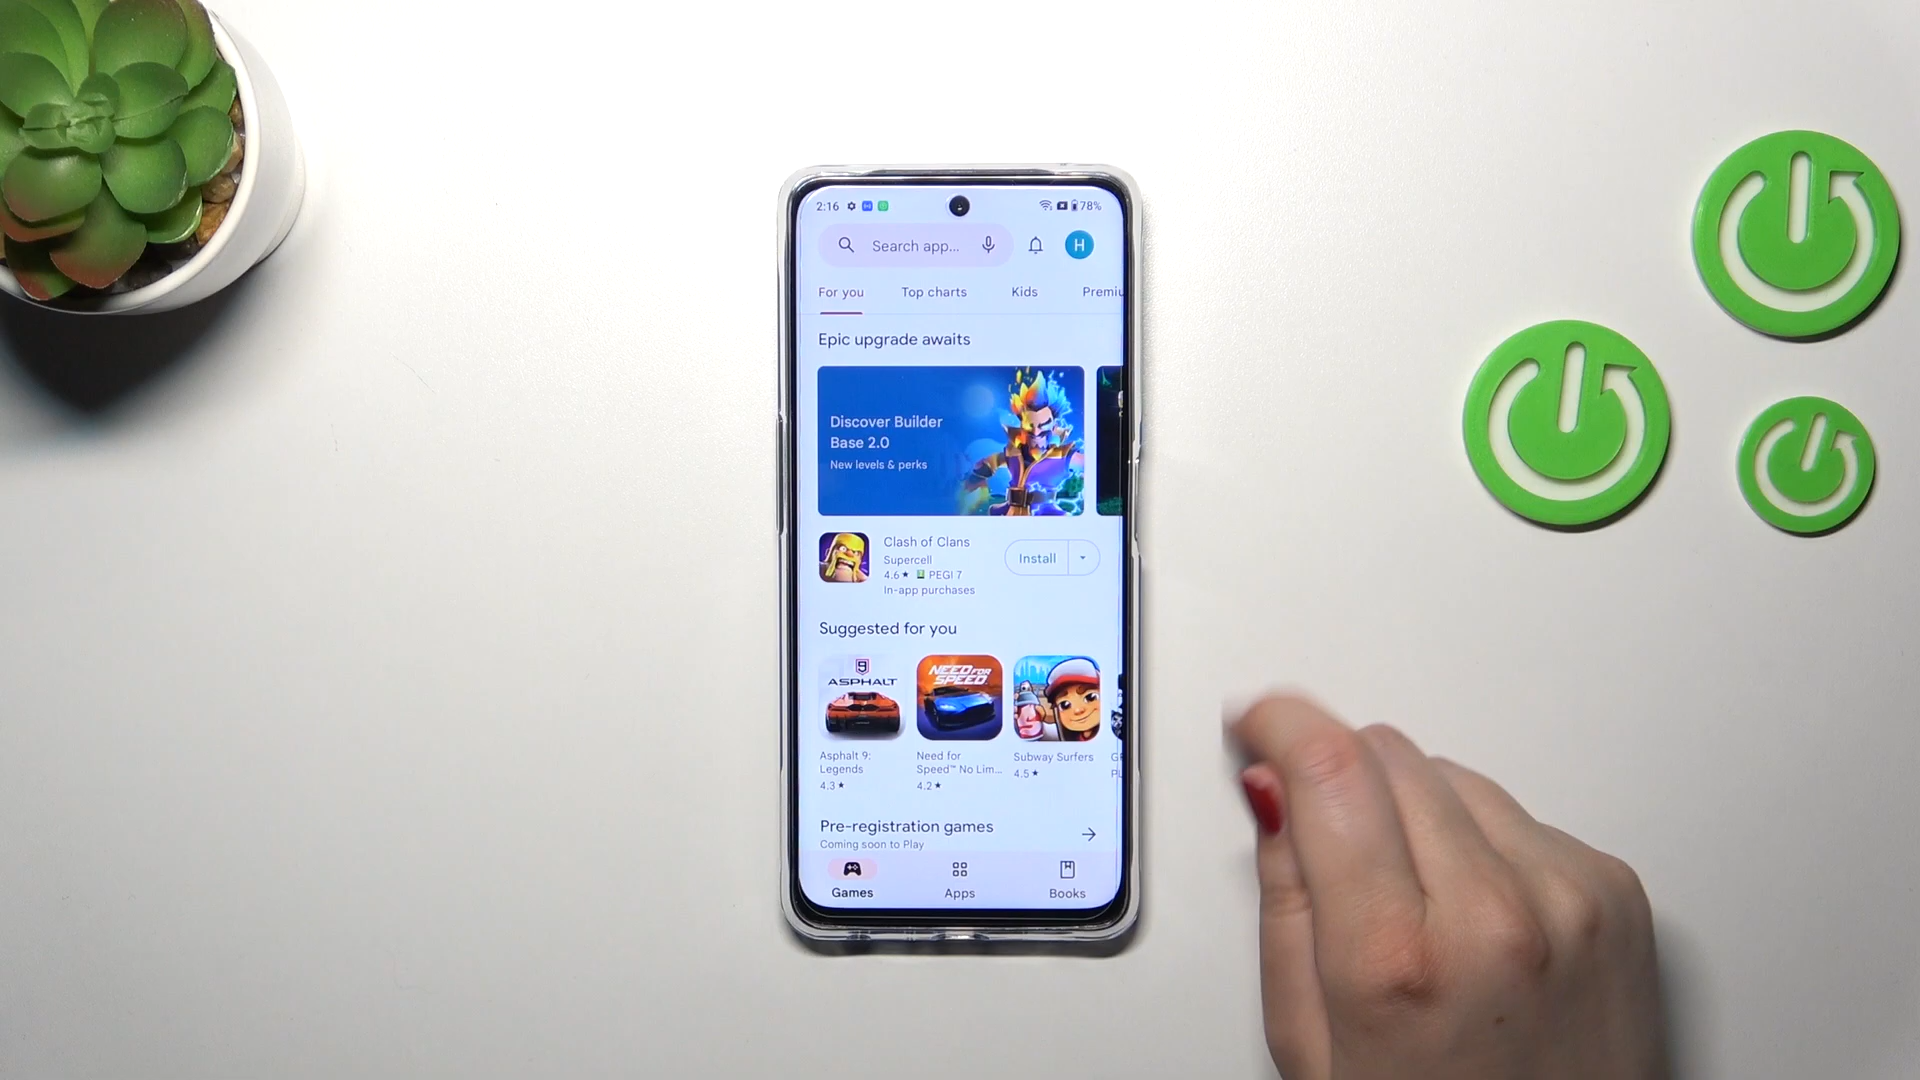 2:16
78%
Search app...
H
For you
Top charts
Kids
Premiu
Epic upgrade awaits
Discover Builder
Base 2.0
New levels & perks
Clash of Clans
Supercell
4.6★ PEGI 7
In-app purchases
Install
Suggested for you
9
ASPHALT
NEED FOR
SPEED
Asphalt 9:
Legends
4.3★
Need for
Speed™ No Lim...
4.2★
Subway Surfers
4.5★
Pre-registration games
Coming soon to Play
Games
Apps
Books